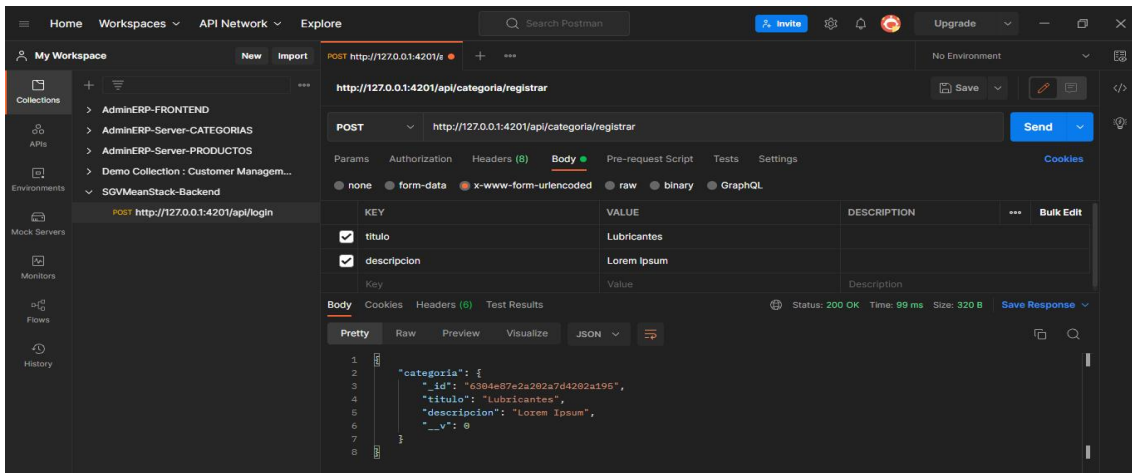 Home Workspaces API Network Explore Search Postman Invite Upgrade
My Workspace New Import POST http://127.0.0.1:4201/a No Environment
Collections
APIs
Environments
Mock Servers
Monitors
Flows
History
AdminERP-FRONTEND
AdminERP-Server-CATEGORIAS
AdminERP-Server-PRODUCTOS
Demo Collection : Customer Managem...
SGVMeanStack-Backend
POST http://127.0.0.1:4201/api/login
http://127.0.0.1:4201/api/categoria/registrar Save
POST http://127.0.0.1:4201/api/categoria/registrar Send
Params Authorization Headers (8) Body Pre-request Script Tests Settings Cookies
none form-data x-www-form-urlencoded raw binary GraphQL
KEY VALUE DESCRIPTION Bulk Edit
titulo Lubricantes
descripcion Lorem Ipsum
Key Value Description
Body Cookies Headers (6) Test Results Status: 200 OK Time: 99 ms Size: 320 B Save Response
Pretty Raw Preview Visualize JSON
1 {
2 "categoria": {
3 "_id": "6304e87e2a202a7d4202a195",
4 "titulo": "Lubricantes",
5 "descripcion": "Lorem Ipsum",
6 "__v": 0
7 }
8 }